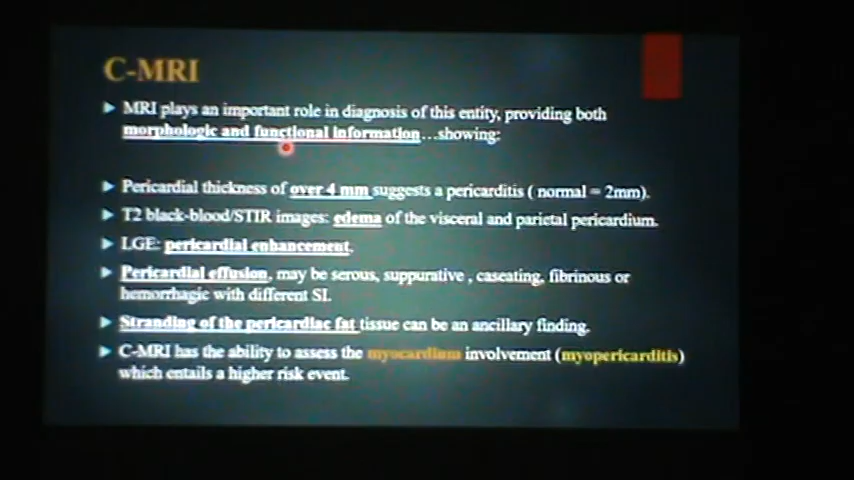 C-MRI
MRI plays an important role in diagnosis of this entity, providing both
morphologic and functional information...showing:
Pericardial thickness of over 4 mm suggests a pericarditis ( normal = 2mm).
T2 black-blood/STIR images: edema of the visceral and parietal pericardium.
LGE: pericardial enhancement.
Pericardial effusion, may be serous, suppurative , caseating, fibrinous or
hemorrhagic with different SI.
Stranding of the pericardiac fat tissue can be an ancillary finding.
C-MRI has the ability to assess the myocardium involvement (myopericarditis)
which entails a higher risk event.